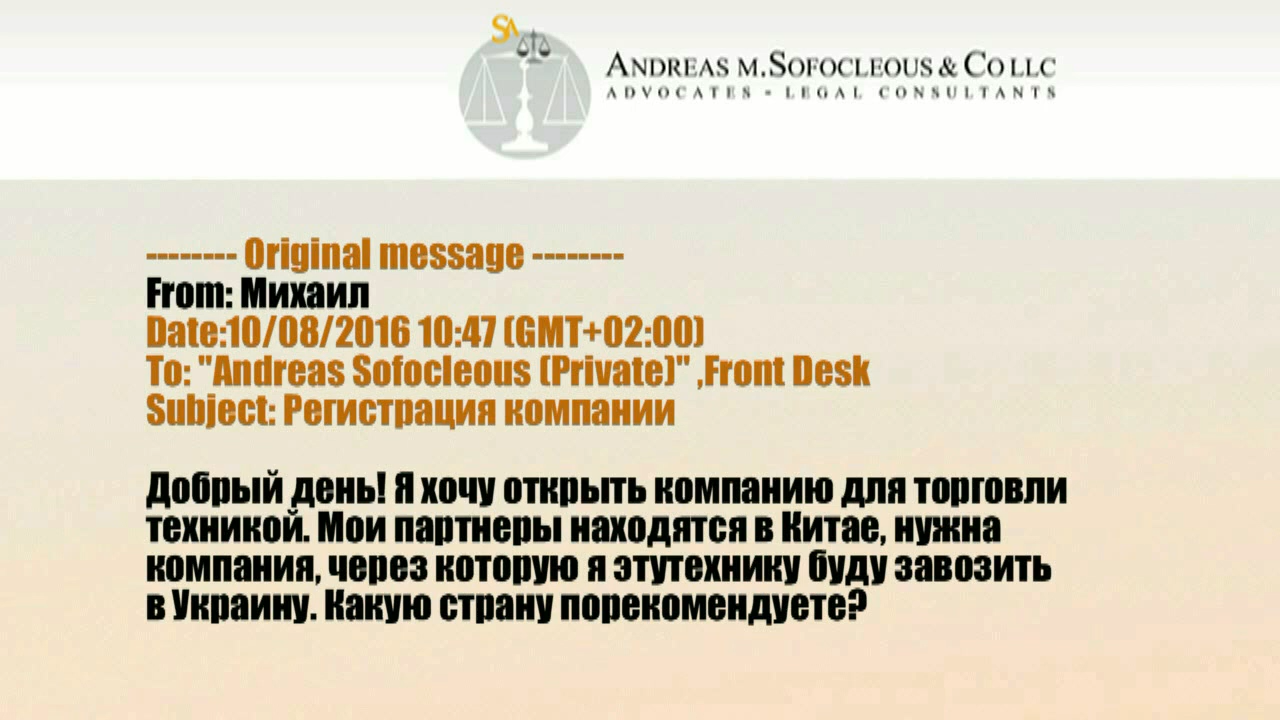 SA
ANDREAS M.SOFOCLEOUS & CO LLC
ADVOCATES - LEGAL CONSULTANTS
-------- Original message --------
From: Михаил
Date:10/08/2016 10:47 (GMT+02:00)
To: "Andreas Sofocleous (Private)" ,Front Desk
Subject: Регистрация компании
Добрый день! Я хочу открыть компанию для торговли
техникой. Мои партнеры находятся в Китае, нужна
компания, через которую я этутехнику буду завозить
в Украину. Какую страну порекомендуете?